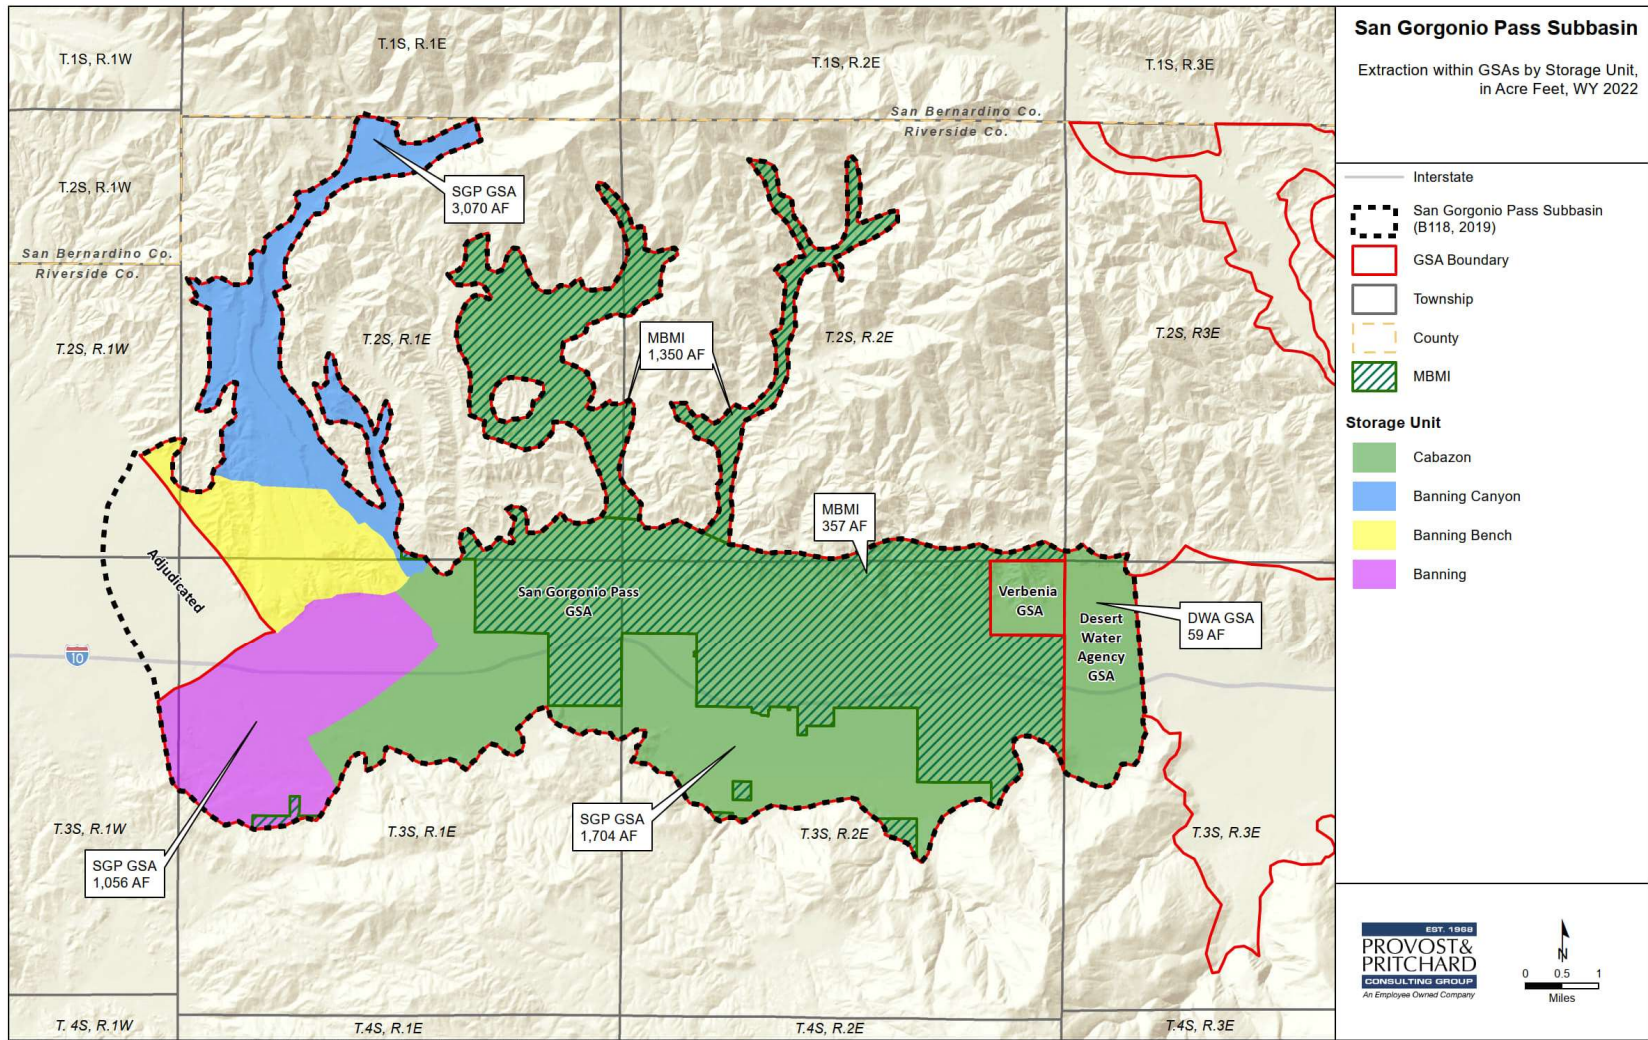 San Gorgonio Pass Subbasin
Extraction within GSAs by Storage Unit,
in Acre Feet, WY 2022
Interstate
San Gorgonio Pass Subbasin
(B118, 2019)
GSA Boundary
Township
County
MBMI
Storage Unit
Cabazon
Banning Canyon
Banning Bench
Banning
EST. 1968
PROVOST&
PRITCHARD
CONSULTING GROUP
An Employee Owned Company
N
0 0.5 1
Miles
T.1S, R.1W
T.1S, R.1E
T.1S, R.2E
T.1S, R.3E
San Bernardino Co.
Riverside Co.
T.2S, R.1W
SGP GSA
3,070 AF
San Bernardino Co.
Riverside Co.
T.2S, R.1W
T.2S, R.1E
MBMI
1,350 AF
T.2S, R.2E
T.2S, R3E
MBMI
357 AF
Adjudicated
San Gorgonio Pass
GSA
Verbenia
GSA
Desert
Water
Agency
GSA
DWA GSA
59 AF
10
SGP GSA
1,704 AF
SGP GSA
1,056 AF
T.3S, R.1W
T.3S, R.1E
T.3S, R.2E
T.3S, R.3E
T. 4S, R.1W
T.4S, R.1E
T.4S, R.2E
T.4S, R.3E